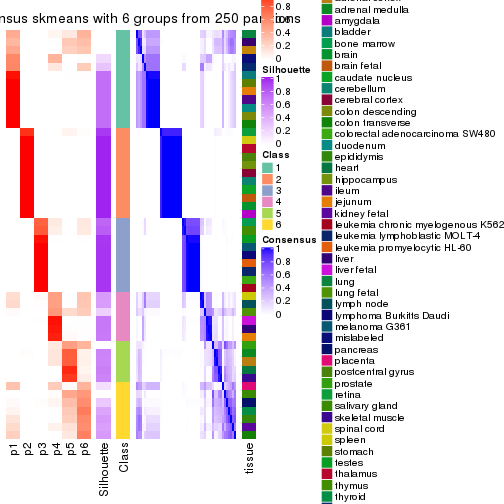 nsus skmeans with 6 groups from 250 partitions
0.8
0.6
0.4
0.2
0
Silhouette
1
0.8
0.6
0.4
0.2
0
Class
1
2
3
4
5
6
Consensus
1
0.8
0.6
0.4
0.2
0
p1
p2
p3
p4
p5
p6
Silhouette
Class
tissue
adrenal medulla
amygdala
bladder
bone marrow
brain
brain fetal
caudate nucleus
cerebellum
cerebral cortex
colon descending
colon transverse
colorectal adenocarcinoma SW480
duodenum
epididymis
heart
hippocampus
ileum
jejunum
kidney fetal
leukemia chronic myelogenous K562
leukemia lymphoblastic MOLT-4
leukemia promyelocytic HL-60
liver
liver fetal
lung
lung fetal
lymph node
lymphoma Burkitts Daudi
melanoma G361
mislabeled
pancreas
placenta
postcentral gyrus
prostate
retina
salivary gland
skeletal muscle
spinal cord
spleen
stomach
testes
thalamus
thymus
thyroid